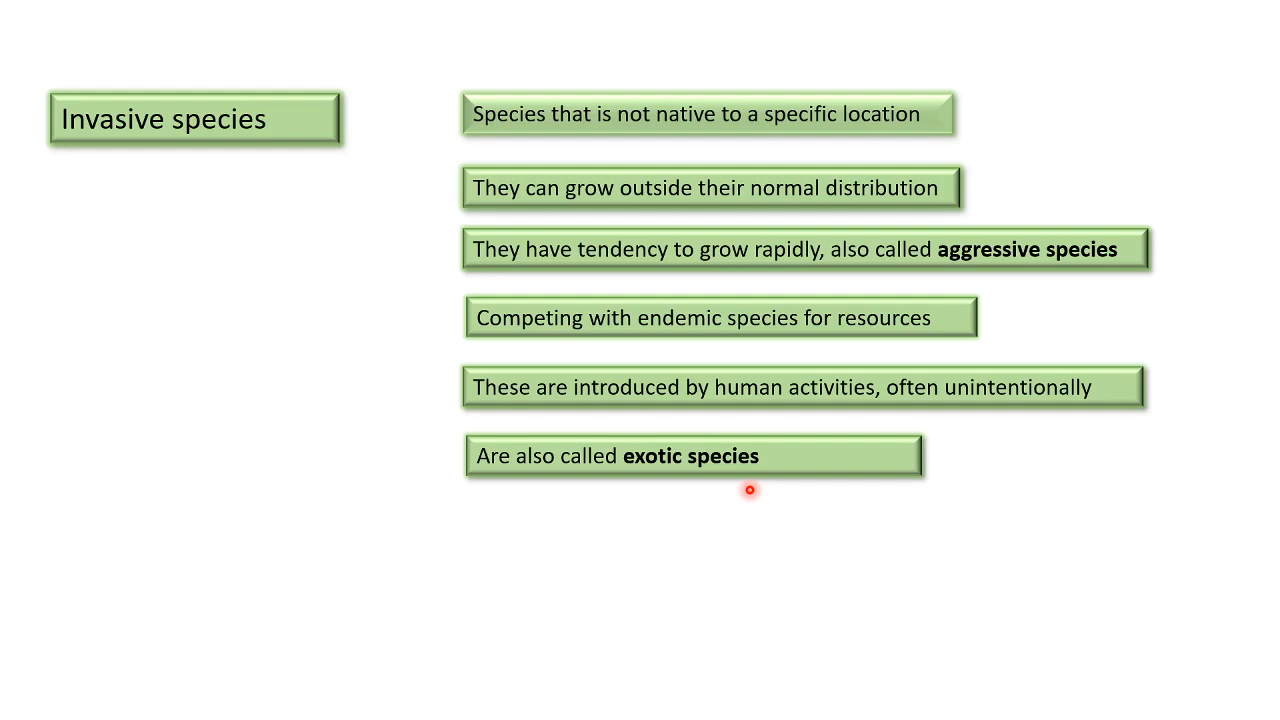 Invasive species
Species that is not native to a specific location
They can grow outside their normal distribution
They have tendency to grow rapidly, also called aggressive species
Competing with endemic species for resources
These are introduced by human activities, often unintentionally
Are also called exotic species